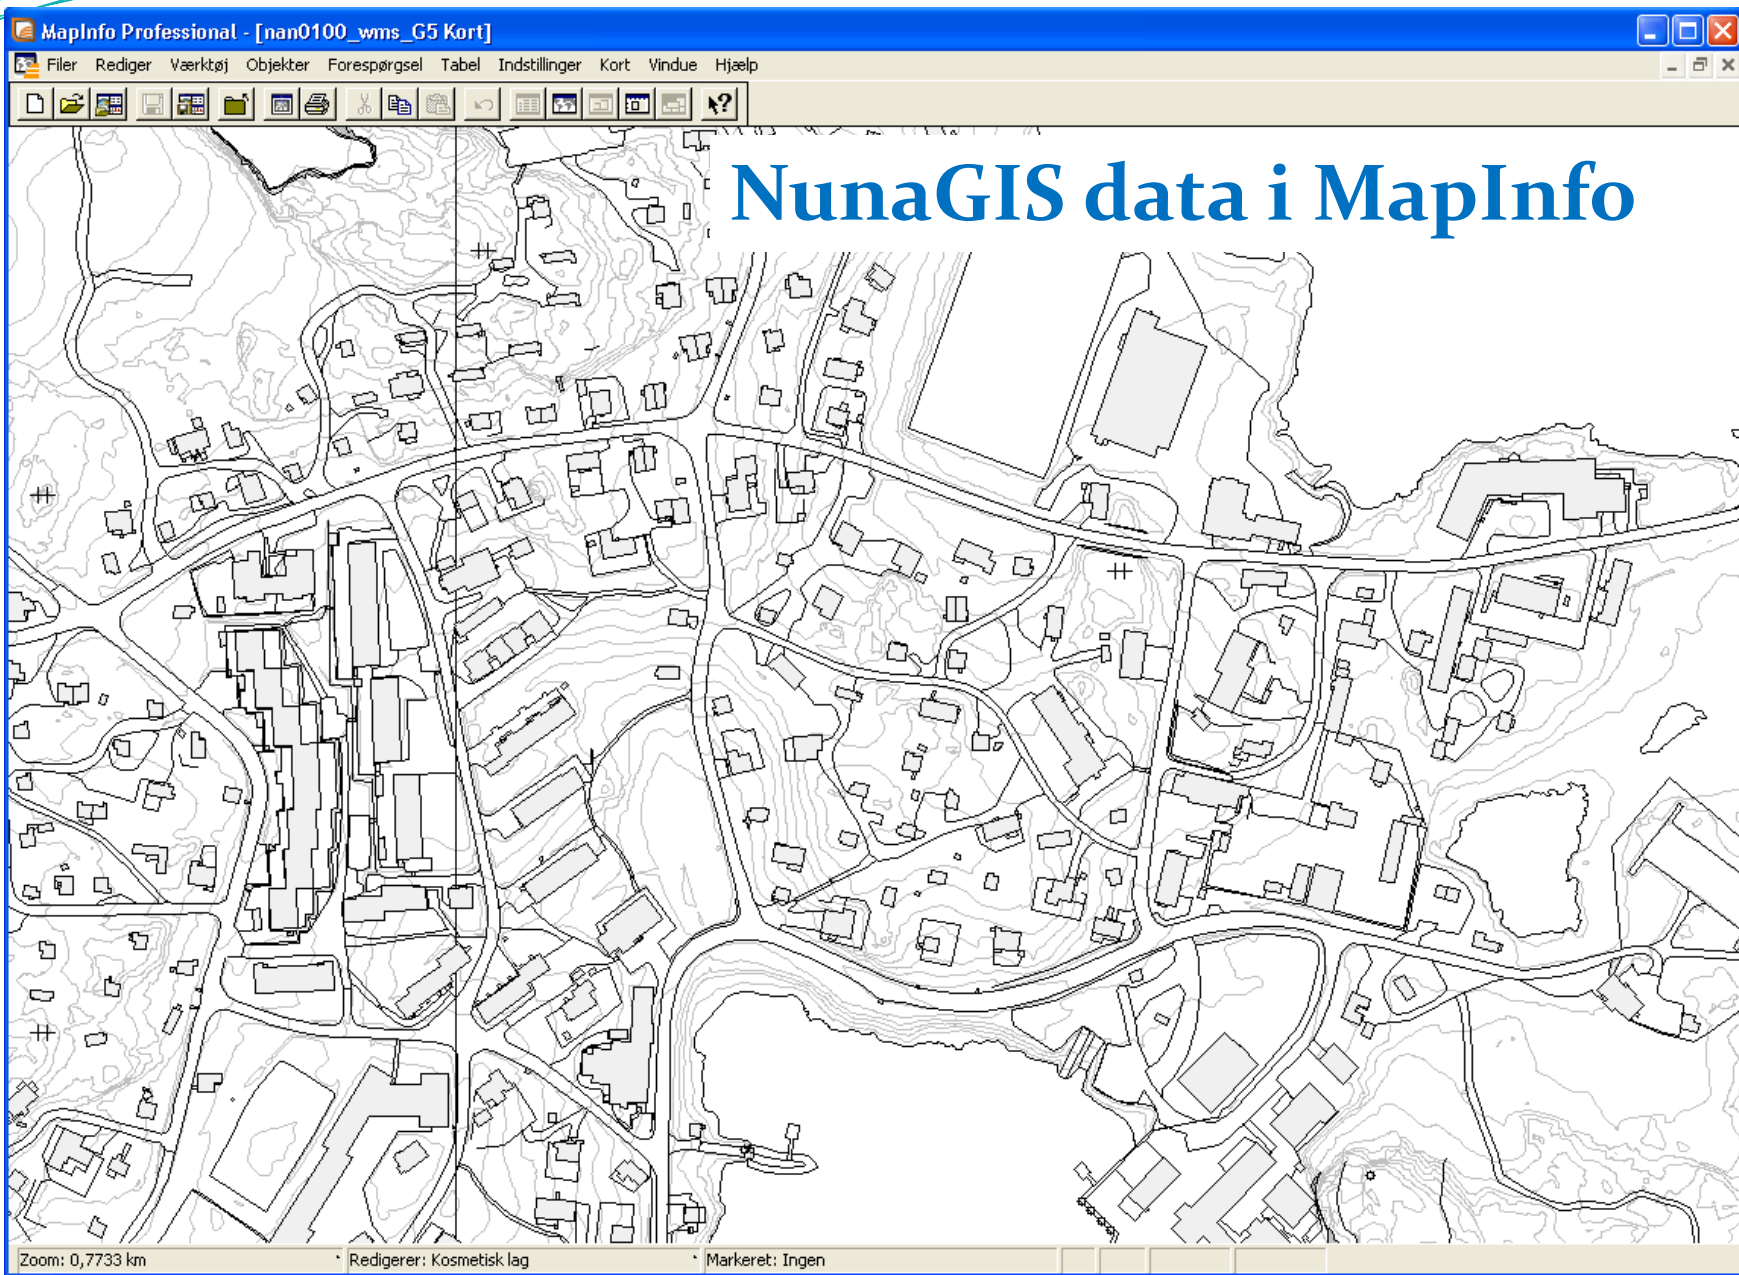 MapInfo Professional - [nan0100_wms_G5 Kort]
Filer Rediger Værktøj Objekter Forespørgsel Tabel Indstillinger Kort Vindue Hjælp
NunaGIS data i MapInfo
Zoom: 0,7733 km Redigerer: Kosmetisk lag Markeret: Ingen